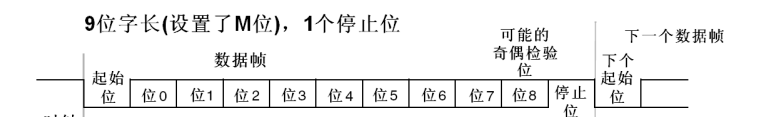 9位字长(设置了M位)，1个停止位
可能的
奇偶检验
位
下一个数据帧
数据帧
下个
起始
位
起始
位
位0
位1
位2
位3
位4
位5
位6
位7
位8
停止
位